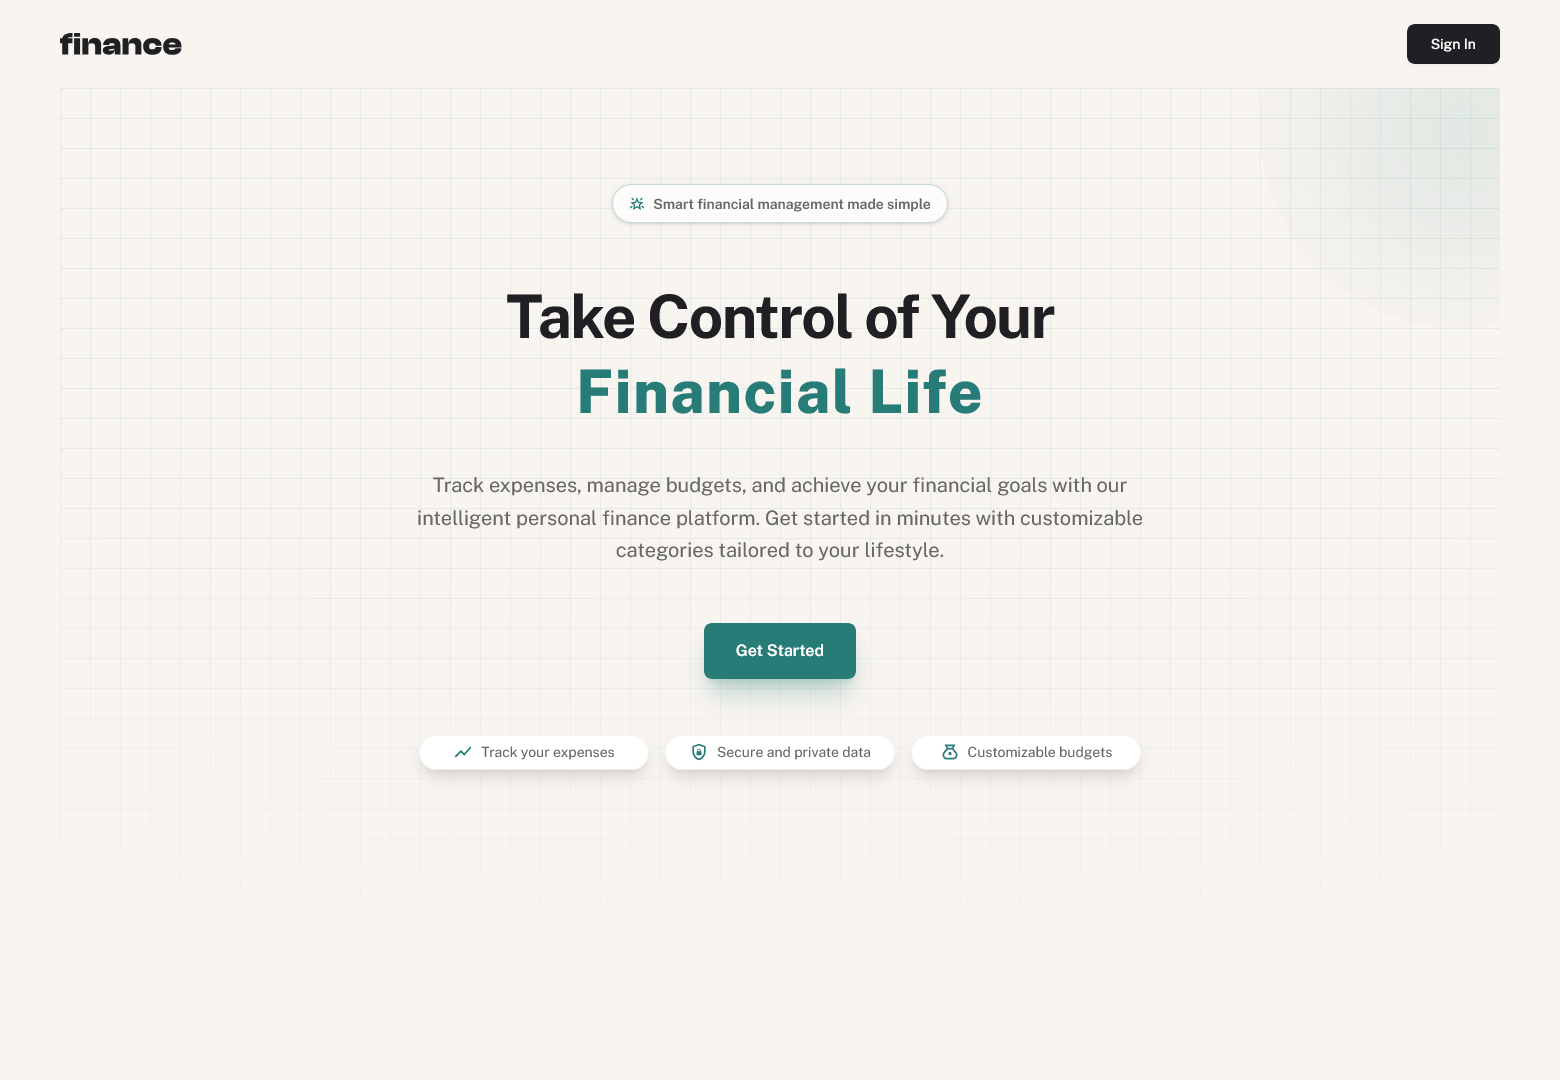 finance
Sign In
Smart financial management made simple
Take Control of Your
Financial Life
Track expenses, manage budgets, and achieve your financial goals with our
intelligent personal finance platform. Get started in minutes with customizable
categories tailored to your lifestyle.
Get Started
Track your expenses
Secure and private data
Customizable budgets